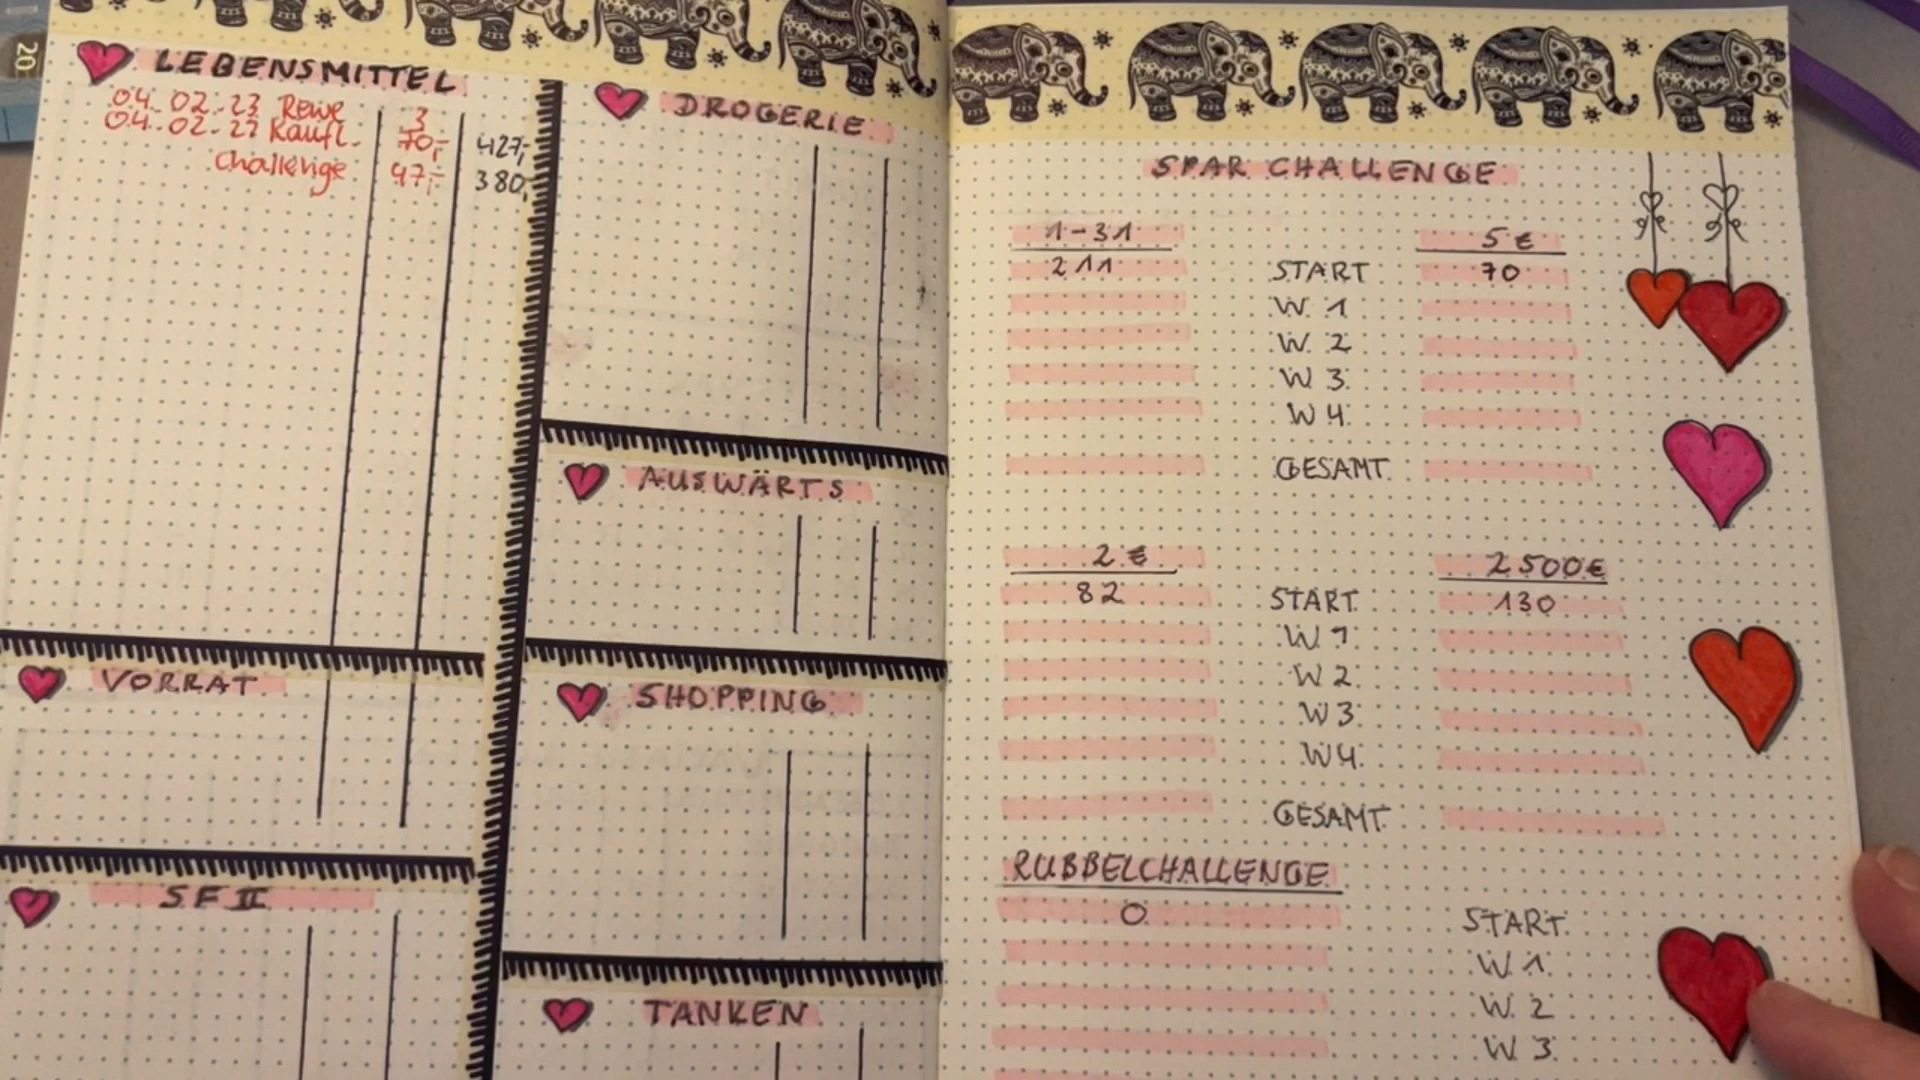 20
LEBENSMITTEL
04.02.23 Rewe 3
04.02.23 Kaufl. 70,- 427,-
Challenge 47,- 380,-
VORRAT
SF II
DROGERIE
AUSWÄRTS
SHOPPING
TANKEN
SPAR CHALLENGE
1-31 5 €
211 START 70
W 1
W 2
W 3
W 4
GESAMT
2 € 2500€
82 START 130
W 1
W 2
W 3
W 4
GESAMT
RUBBELCHALLENGE
0 START
W 1
W 2
W 3